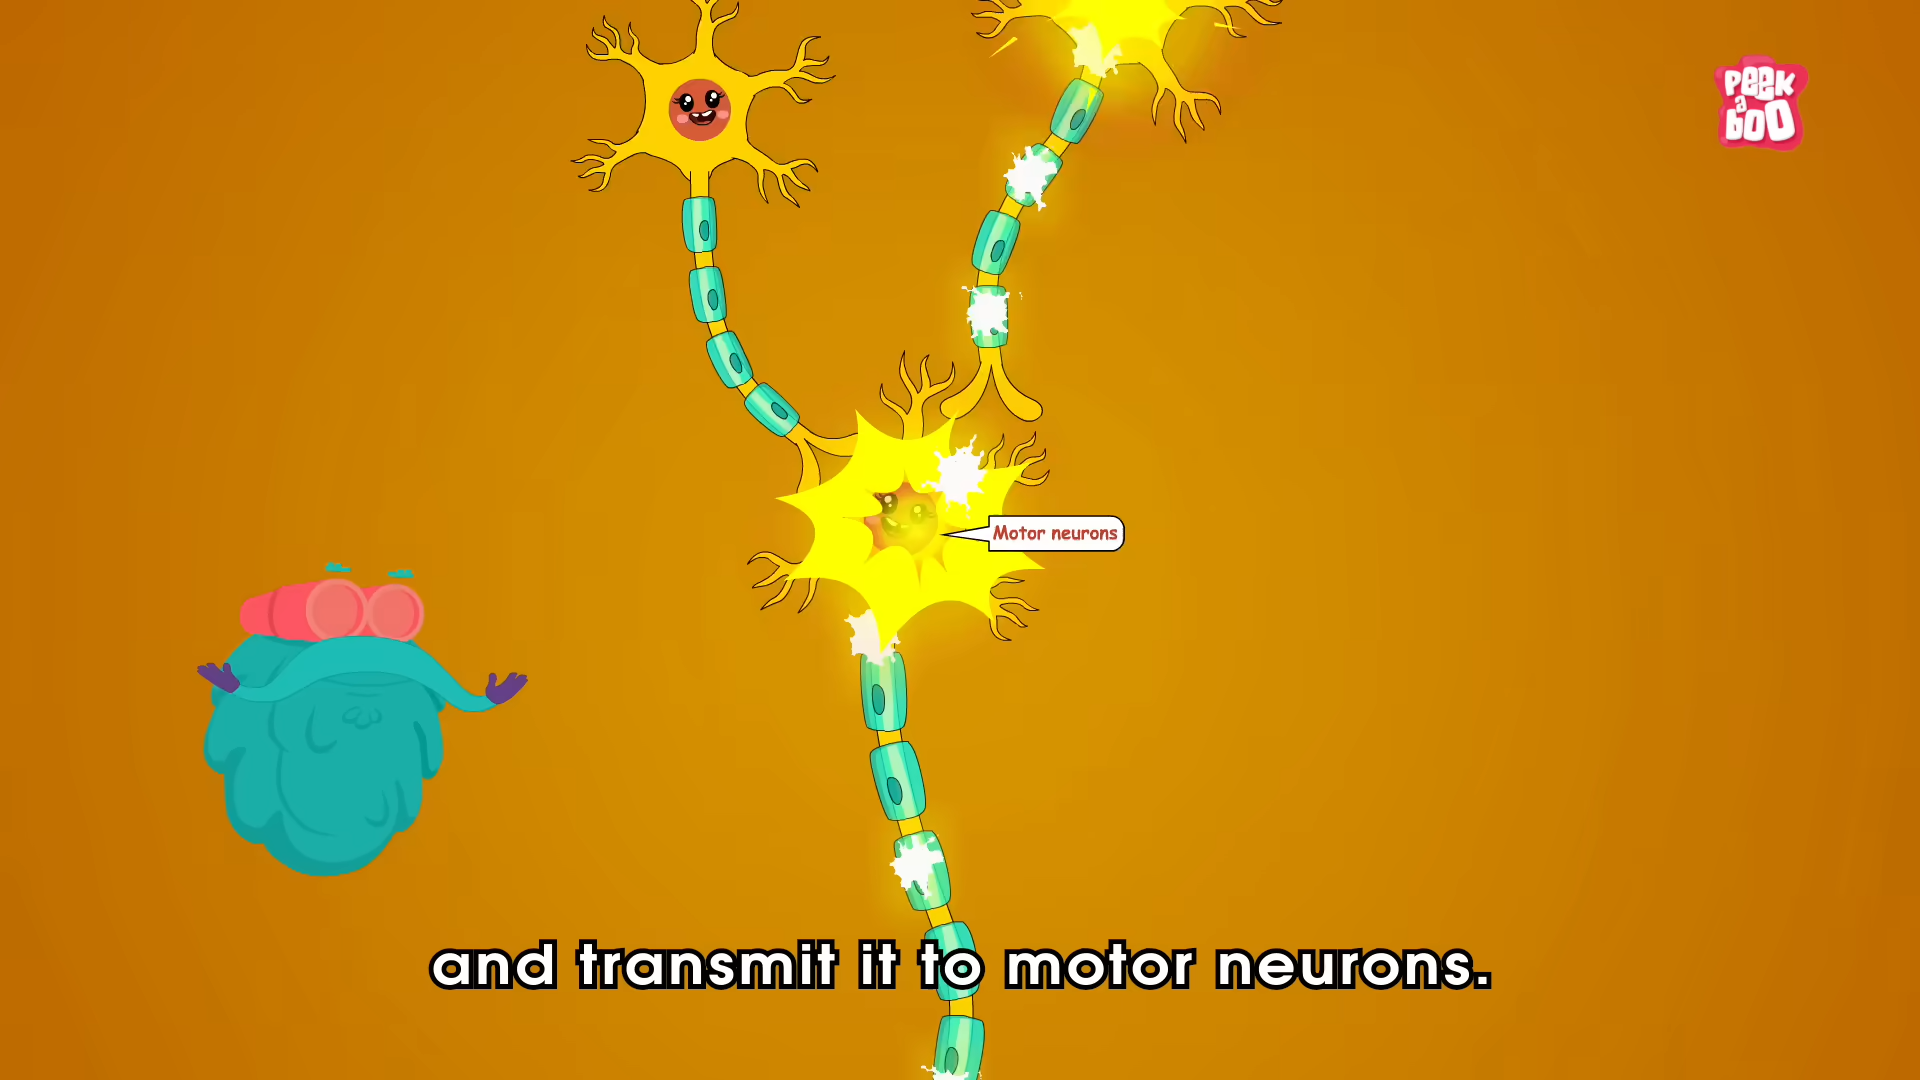 PEEK
a
BOO
Motor neurons
and transmit it to motor neurons.